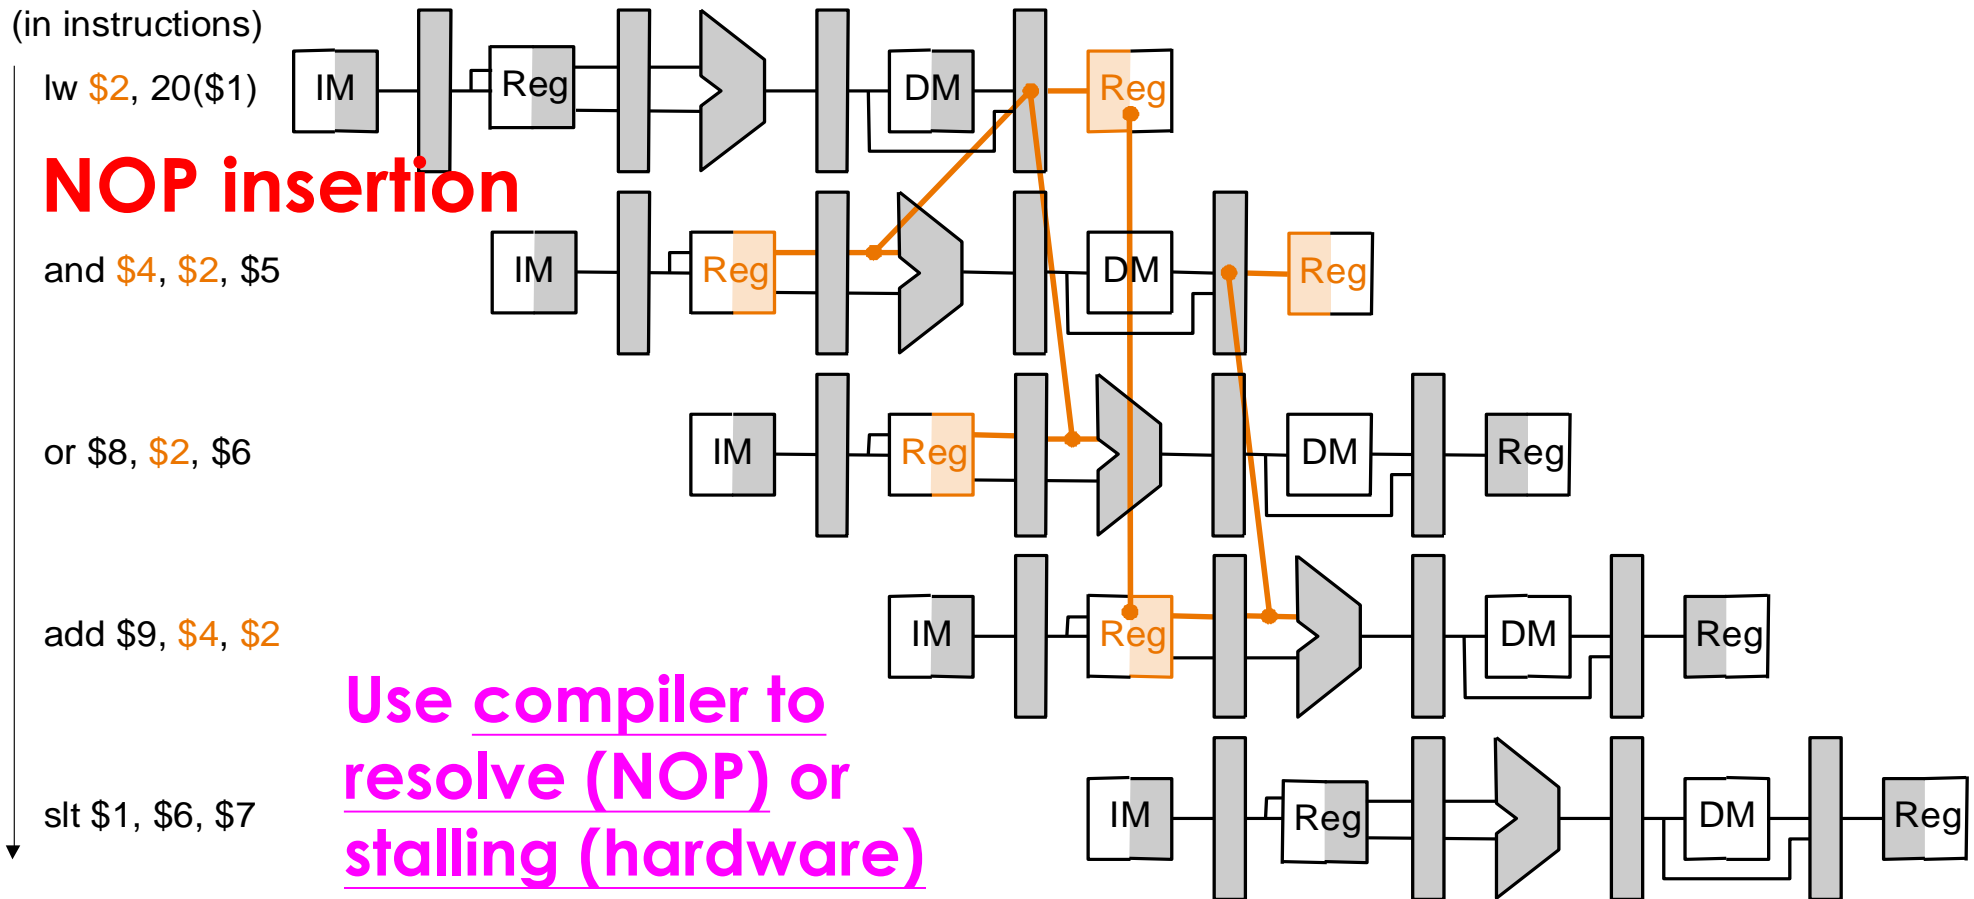 (in instructions)
lw $2, 20($1) IM Reg DM Reg
NOP insertion
and $4, $2, $5 IM Reg DM Reg
or $8, $2, $6 IM Reg DM Reg
add $9, $4, $2 IM Reg DM Reg
Use compiler to
resolve (NOP) or
slt $1, $6, $7 IM Reg DM Reg
stalling (hardware)